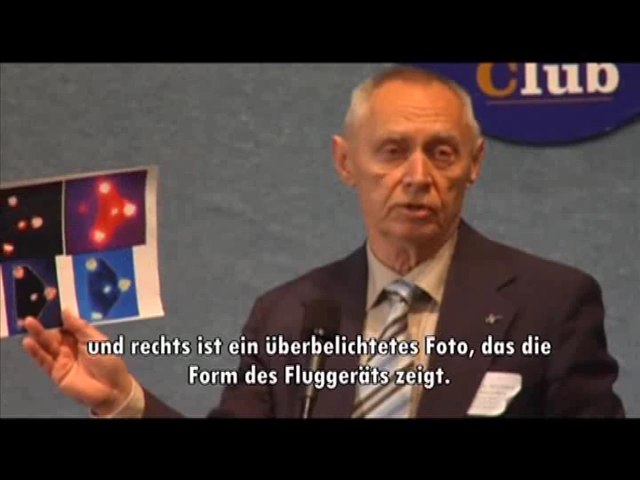 Club
und rechts ist ein überbelichtetes Foto, das die
Form des Fluggeräts zeigt.